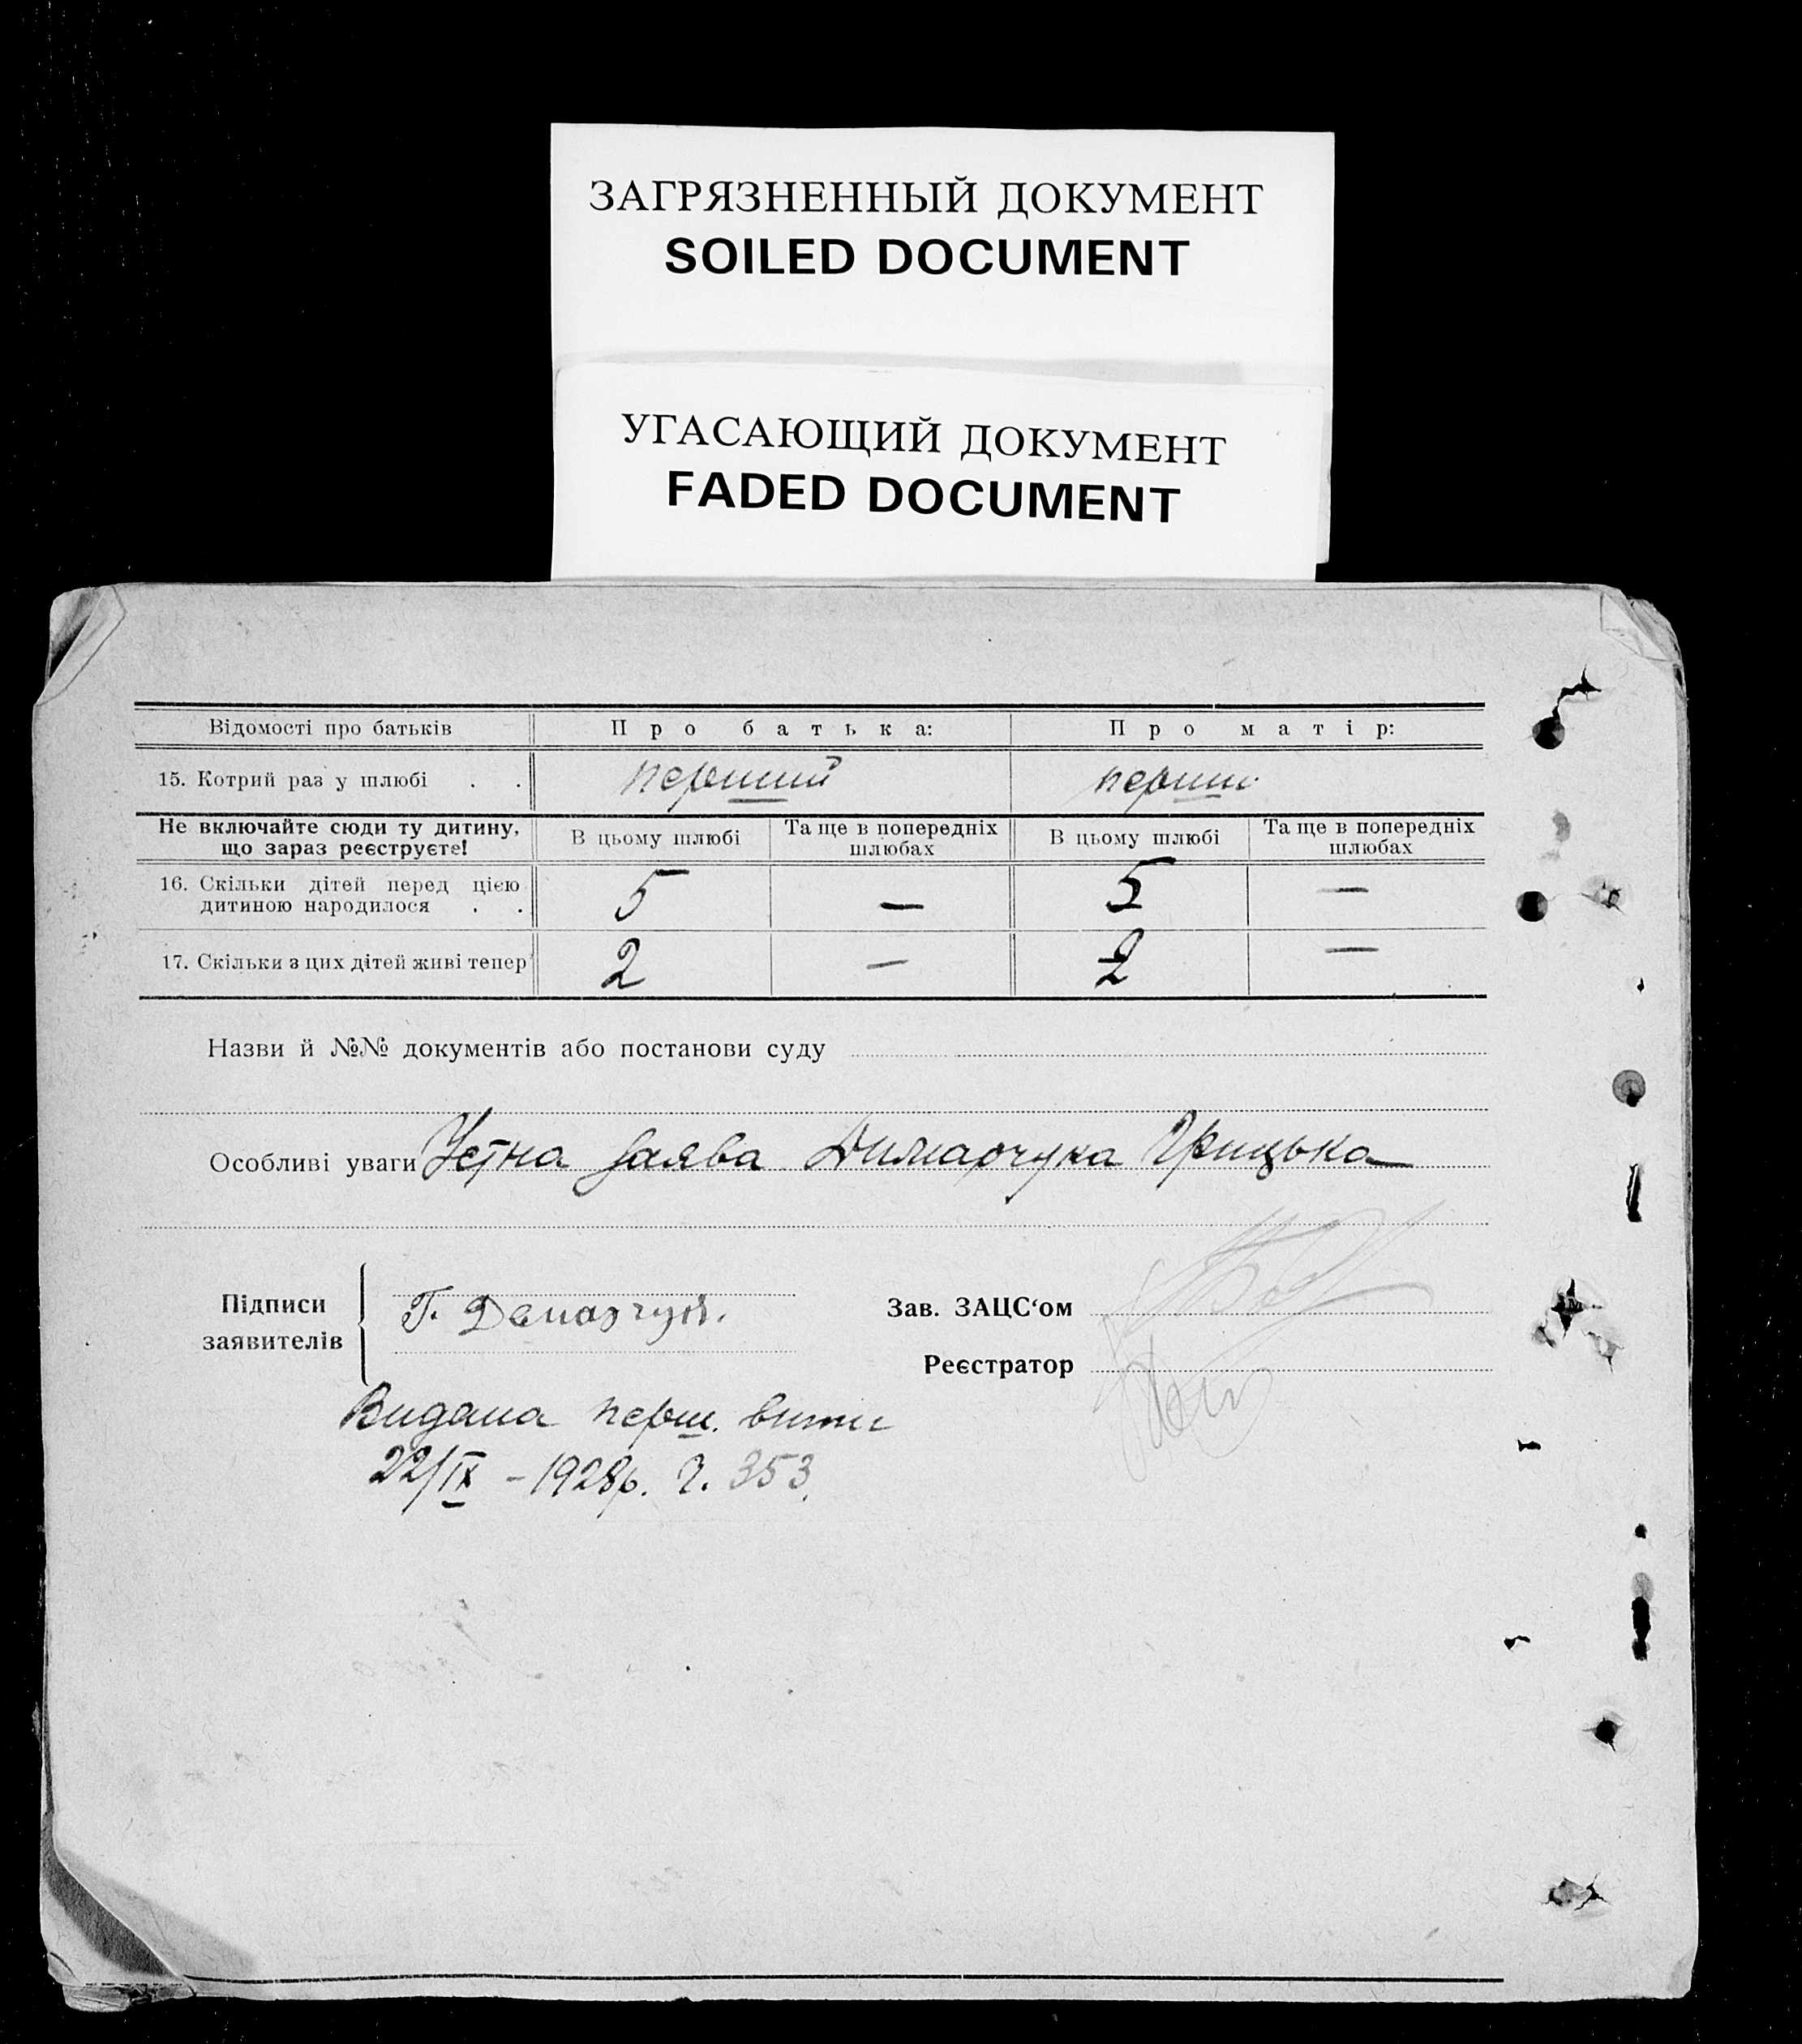 ЗАГРЯЗНЕННЫЙ ДОКУМЕНТ
SOILED DOCUMENT
УГАСАЮЩИЙ ДОКУМЕНТ
FADED DOCUMENT
Відомості про батьків Про батька: Про матір:
15. Котрий раз у шлюбі . . перший перший
Не включайте сюди ту дитину, що зараз реєструєте! В цьому шлюбі Та ще в попередніх шлюбах В цьому шлюбі Та ще в попередніх шлюбах
16. Скільки дітей перед цією дитиною народилося . . 5 — 5 —
17. Скільки з цих дітей живі тепер 2 — 2 —
Назви й №№ документів або постанови суду
Особливі уваги Устна заява Димарчука Грицька
Підписи заявителів Г. Демарчук.
Зав. ЗАЦС‘ом
Реєстратор
Видана перш. витяг
22/IX - 1928р. Ч. 353.